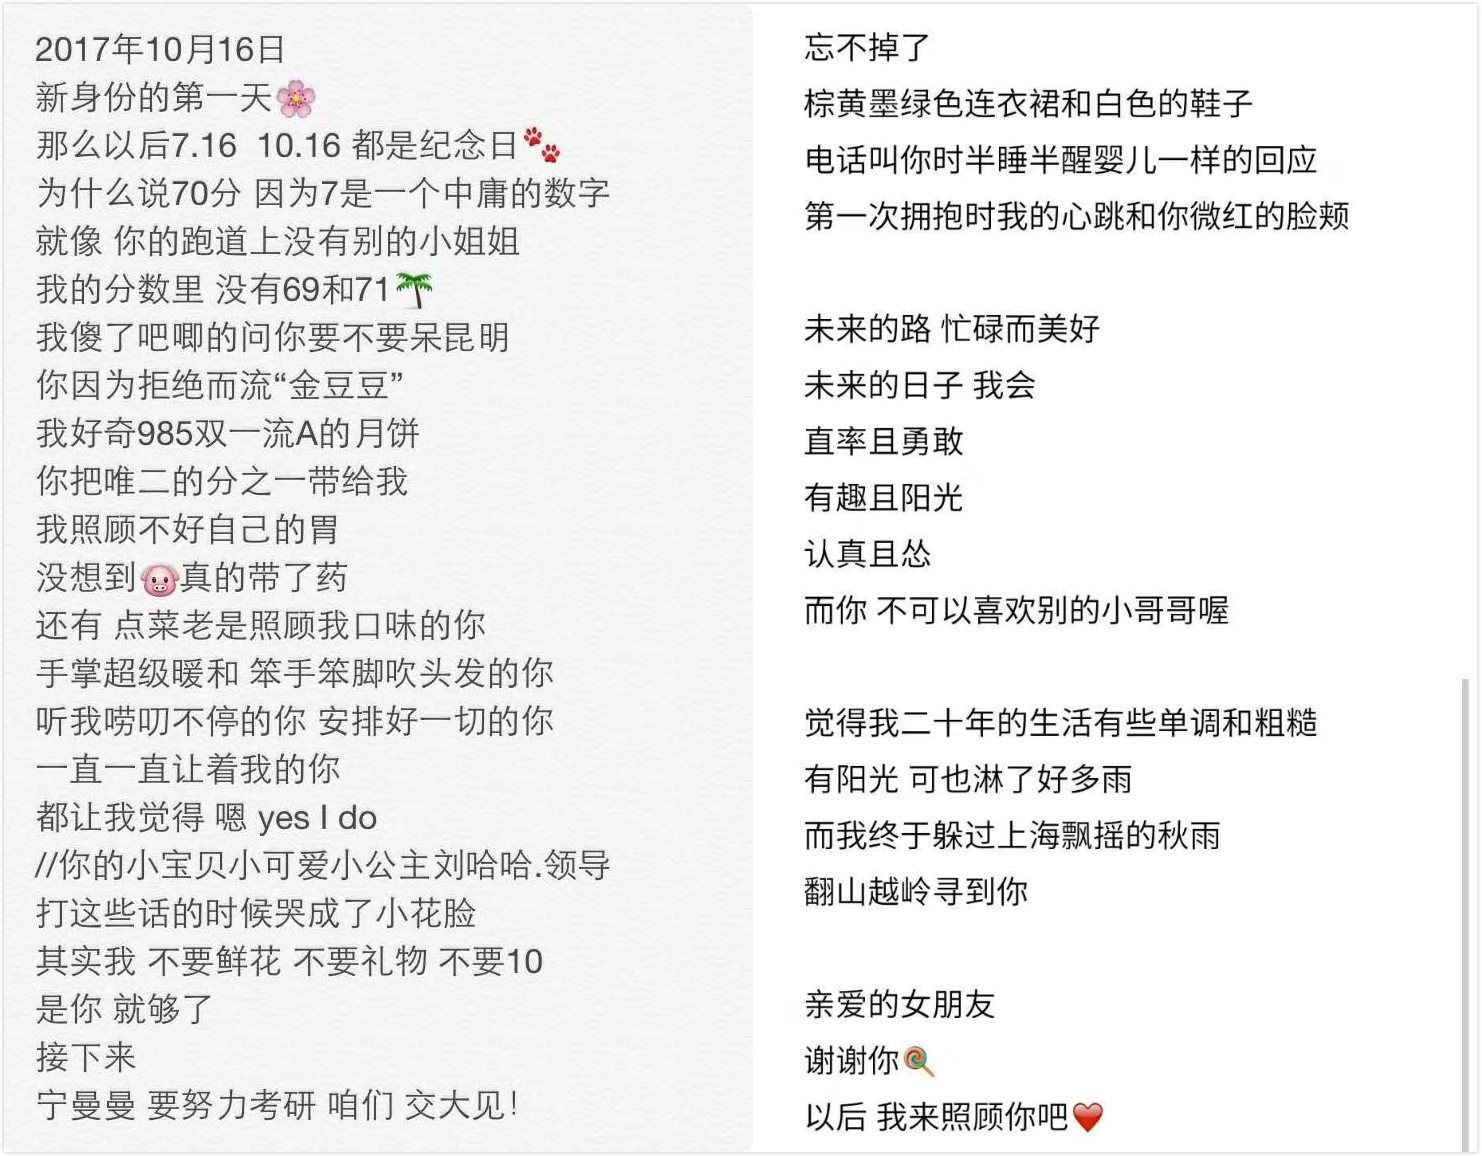 2017年10月16日
新身份的第一天🌸
那么以后7.16  10.16 都是纪念日🐾
为什么说70分 因为7是一个中庸的数字
就像 你的跑道上没有别的小姐姐
我的分数里 没有69和71🌴
我傻了吧唧的问你要不要呆昆明
你因为拒绝而流“金豆豆”
我好奇985双一流A的月饼
你把唯二的分之一带给我
我照顾不好自己的胃
没想到🐷真的带了药
还有 点菜老是照顾我口味的你
手掌超级暖和 笨手笨脚吹头发的你
听我唠叨不停的你 安排好一切的你
一直一直让着我的你
都让我觉得 嗯 yes I do
//你的小宝贝小可爱小公主刘哈哈.领导
打这些话的时候哭成了小花脸
其实我 不要鲜花 不要礼物 不要10
是你 就够了
接下来
宁曼曼 要努力考研 咱们 交大见！
忘不掉了
棕黄墨绿色连衣裙和白色的鞋子
电话叫你时半睡半醒婴儿一样的回应
第一次拥抱时我的心跳和你微红的脸颊
未来的路 忙碌而美好
未来的日子 我会
直率且勇敢
有趣且阳光
认真且怂
而你 不可以喜欢别的小哥哥喔
觉得我二十年的生活有些单调和粗糙
有阳光 可也淋了好多雨
而我终于躲过上海飘摇的秋雨
翻山越岭寻到你
亲爱的女朋友
谢谢你🍭
以后 我来照顾你吧❤️